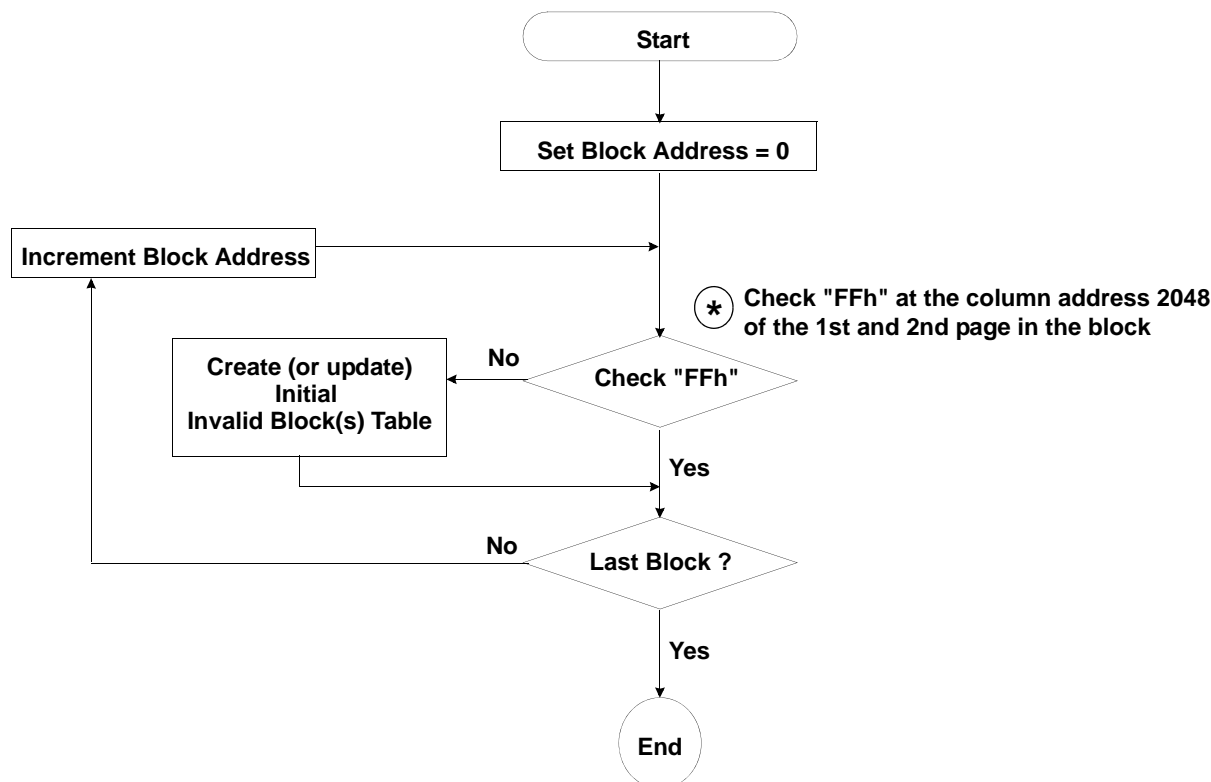 Start
Set Block Address = 0
Increment Block Address
* Check "FFh" at the column address 2048
of the 1st and 2nd page in the block
No
Create (or update)
Initial
Invalid Block(s) Table
Check "FFh"
Yes
No
Last Block ?
Yes
End